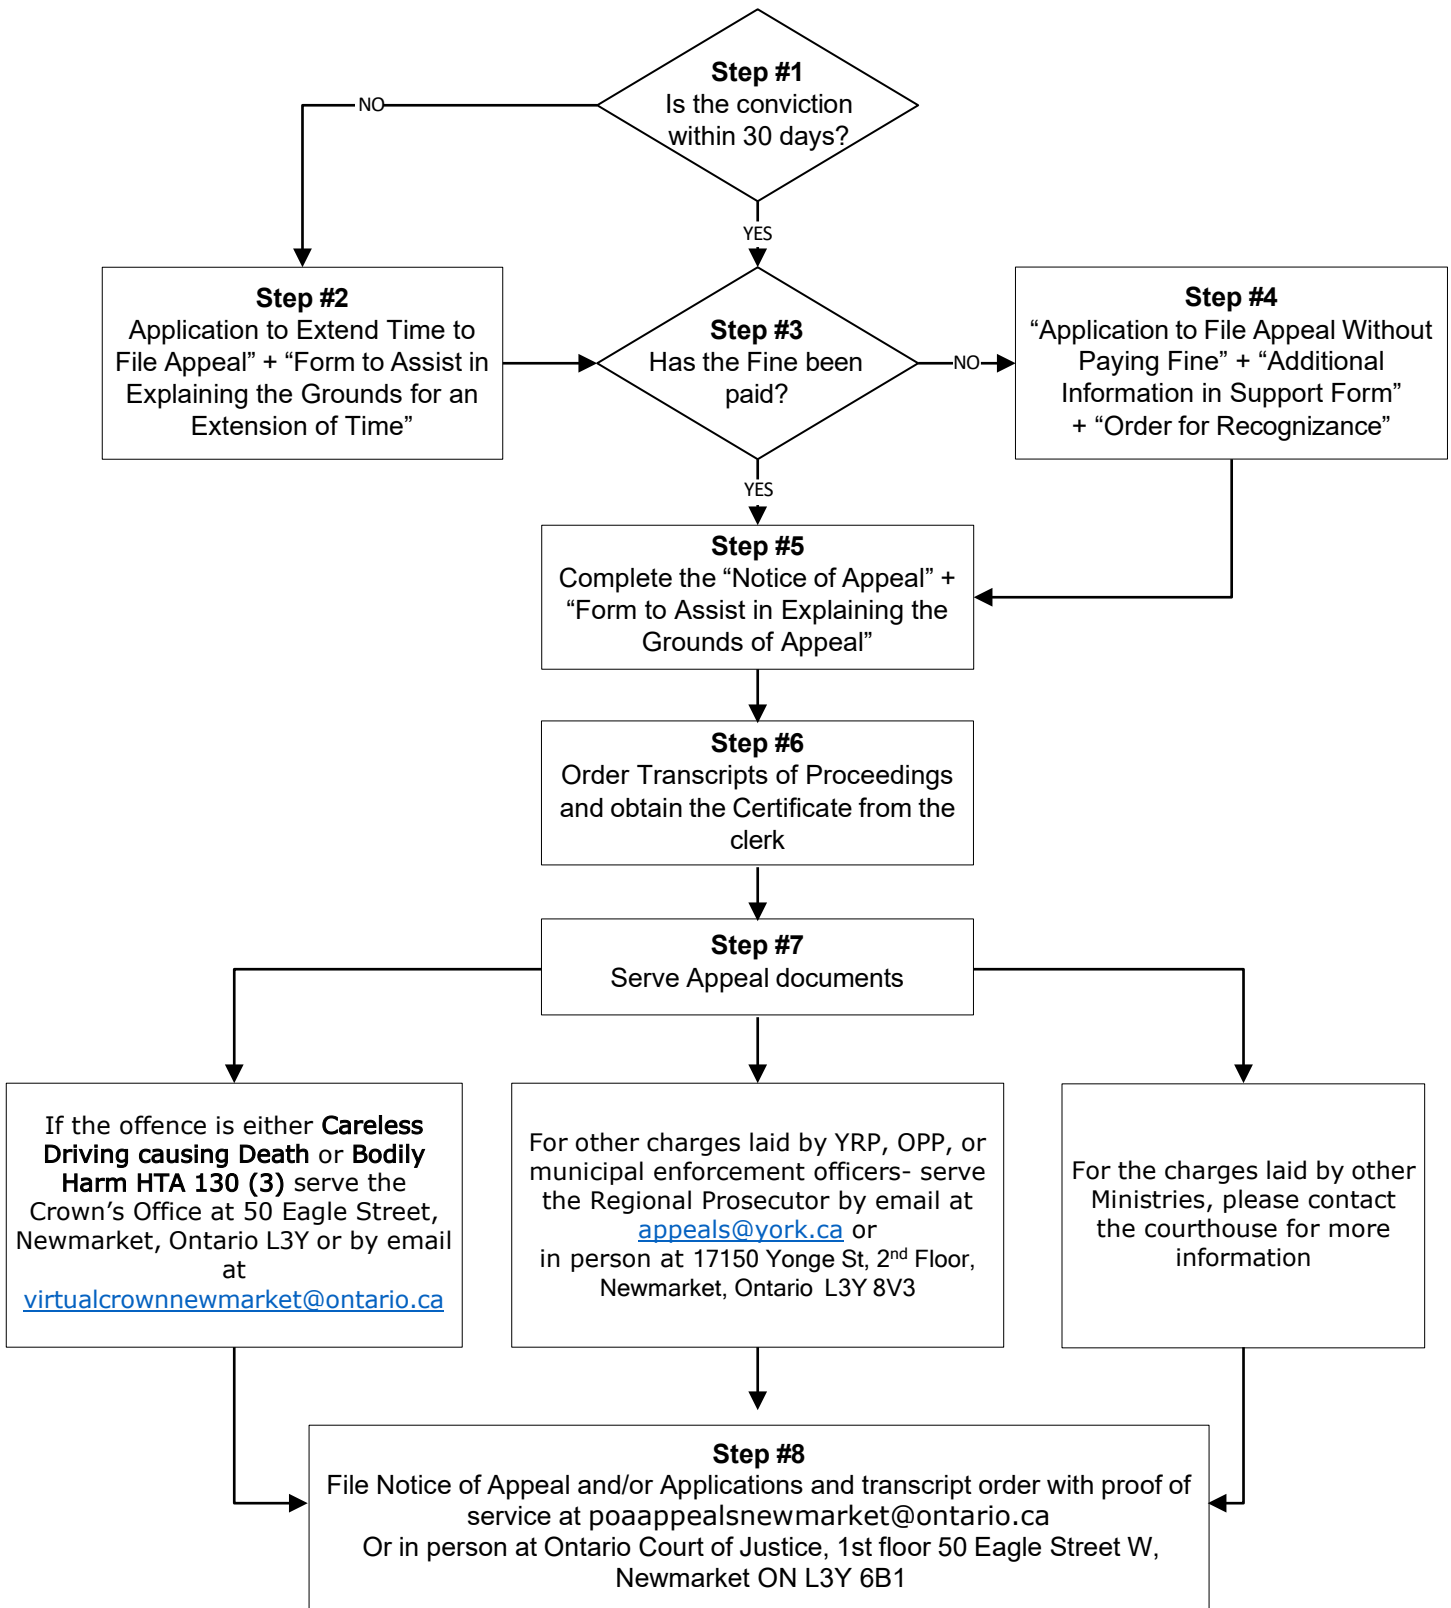 Step #1
Is the conviction
within 30 days?
NO
YES
Step #2
Application to Extend Time to
File Appeal” + “Form to Assist in
Explaining the Grounds for an
Extension of Time”
Step #3
Has the Fine been
paid?
NO
Step #4
“Application to File Appeal Without
Paying Fine” + “Additional
Information in Support Form”
+ “Order for Recognizance”
YES
Step #5
Complete the “Notice of Appeal” +
“Form to Assist in Explaining the
Grounds of Appeal”
Step #6
Order Transcripts of Proceedings
and obtain the Certificate from the
clerk
Step #7
Serve Appeal documents
If the offence is either Careless
Driving causing Death or Bodily
Harm HTA 130 (3) serve the
Crown’s Office at 50 Eagle Street,
Newmarket, Ontario L3Y or by email
at
virtualcrownnewmarket@ontario.ca
For other charges laid by YRP, OPP, or
municipal enforcement officers- serve
the Regional Prosecutor by email at
appeals@york.ca or
in person at 17150 Yonge St, 2nd Floor,
Newmarket, Ontario L3Y 8V3
For the charges laid by other
Ministries, please contact
the courthouse for more
information
Step #8
File Notice of Appeal and/or Applications and transcript order with proof of
service at poaappealsnewmarket@ontario.ca
Or in person at Ontario Court of Justice, 1st floor 50 Eagle Street W,
Newmarket ON L3Y 6B1